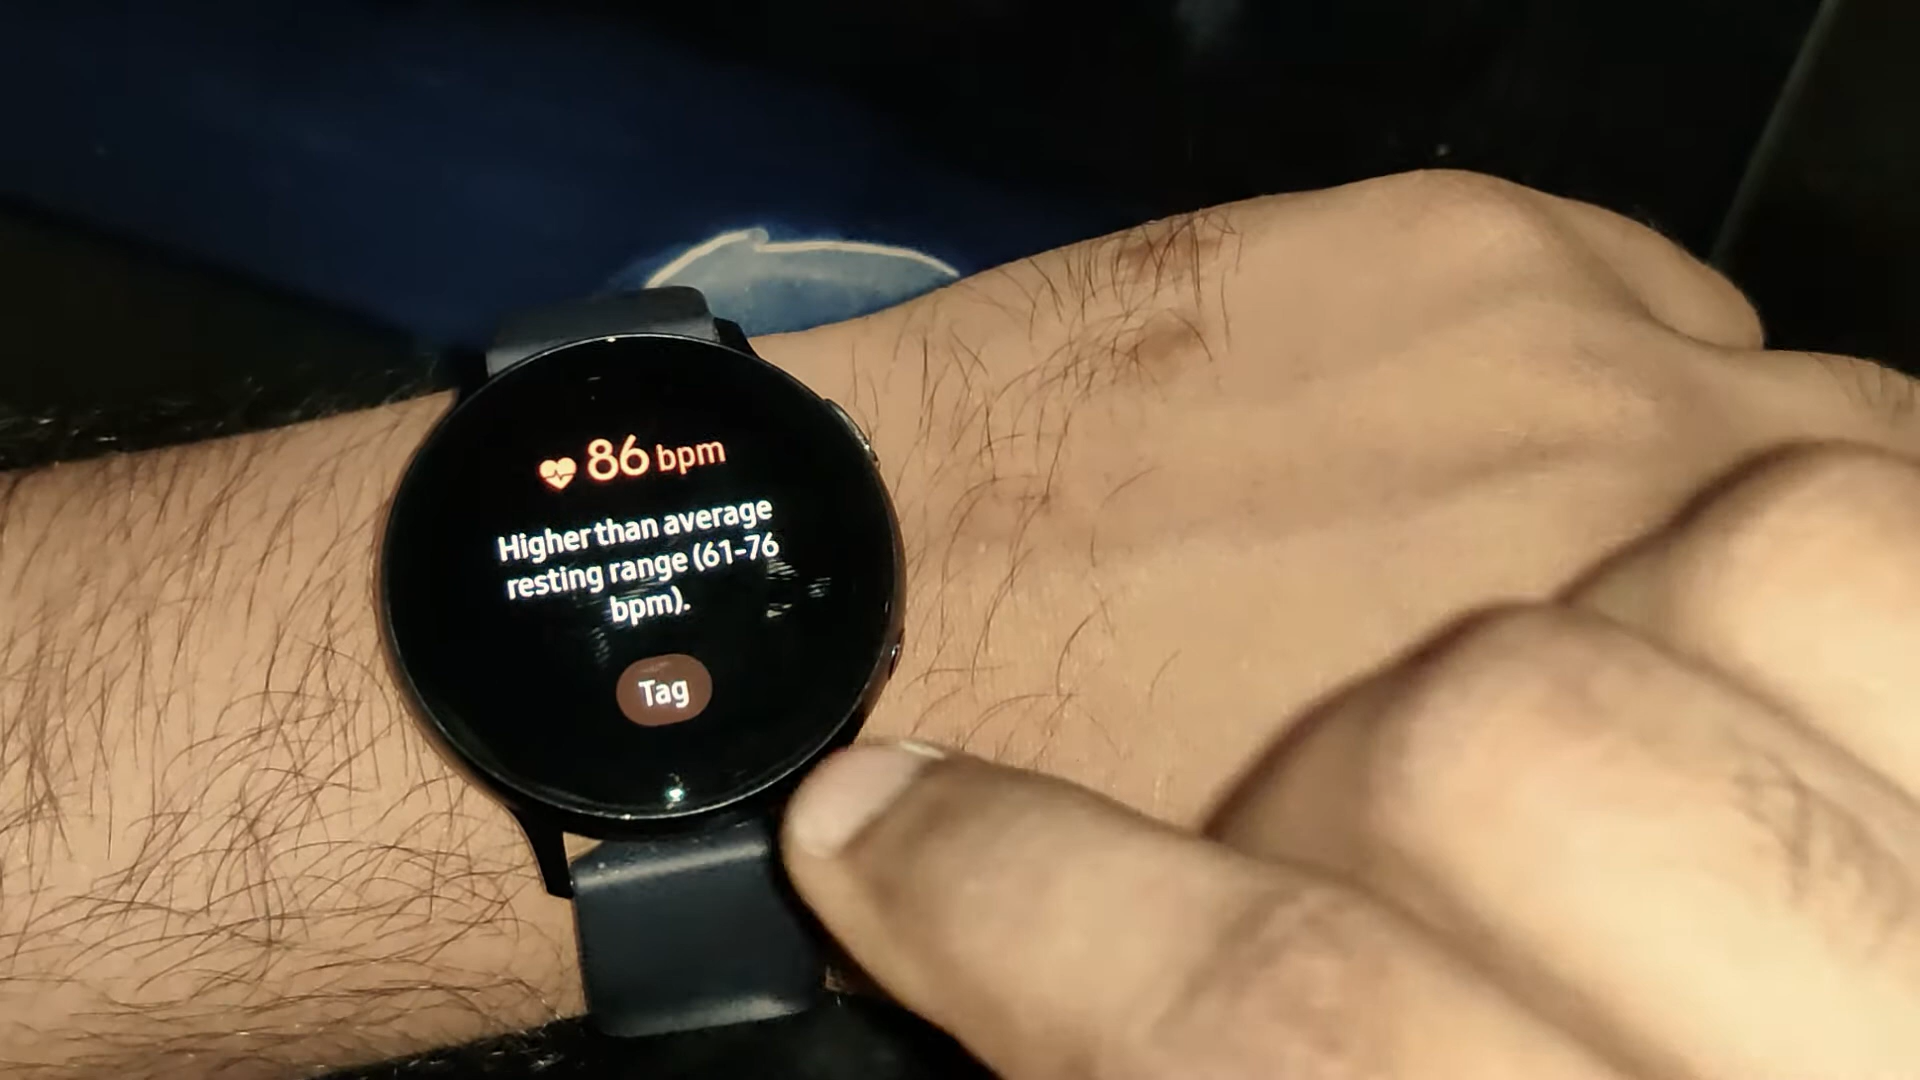 86 bpm
Higher than average
resting range (61-76
bpm).
Tag